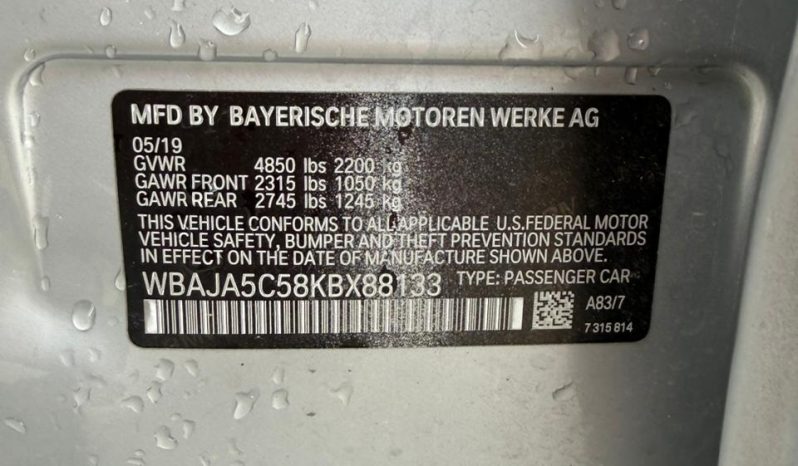 MFD BY BAYERISCHE MOTOREN WERKE AG
05/19
GVWR 4850 lbs 2200 kg
GAWR FRONT 2315 lbs 1050 kg
GAWR REAR 2745 lbs 1245 kg
THIS VEHICLE CONFORMS TO ALL APPLICABLE U.S.FEDERAL MOTOR
VEHICLE SAFETY, BUMPER AND THEFT PREVENTION STANDARDS
IN EFFECT ON THE DATE OF MANUFACTURE SHOWN ABOVE.
WBAJA5C58KBX88133 TYPE: PASSENGER CAR
A83/7
7 315 814